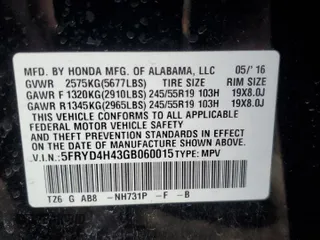 MFD. BY HONDA MFG. OF ALABAMA, LLC 05/'16
GVWR 2575KG(5677LBS) TIRE SIZE RIM SIZE
GAWR F 1320KG(2910LBS) 245/55R19 103H 19X8.0J
GAWR R1345KG(2965LBS) 245/55R19 103H 19X8.0J
THIS VEHICLE CONFORMS TO ALL APPLICABLE FEDERAL MOTOR
VEHICLE SAFETY AND THEFT PREVENTION STANDARDS IN EFFECT
ON THE DATE OF MANUFACTURE SHOWN ABOVE.
V.I.N: 5FRYD4H43GB060015 TYPE: MPV
TZ6 G AB8 -NH731P -F -B